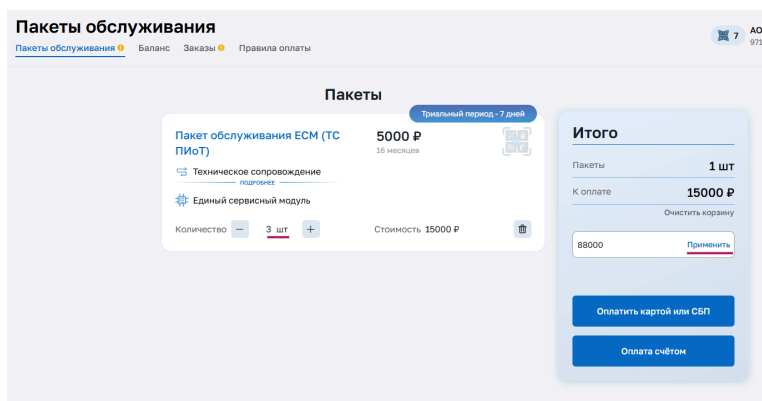 Пакеты обслуживания
Пакеты обслуживания Баланс Заказы Правила оплаты
7 АО
971
Пакеты
Триальный период - 7 дней
Пакет обслуживания ЕСМ (ТС ПИоТ)
5000 ₽
16 месяцев
Техническое сопровождение
ПОДРОБНЕЕ
Единый сервисный модуль
Количество − 3 шт + Стоимость 15000 ₽
Итого
Пакеты 1 шт
К оплате 15000 ₽
Очистить корзину
88000 Применить
Оплатить картой или СБП
Оплата счётом